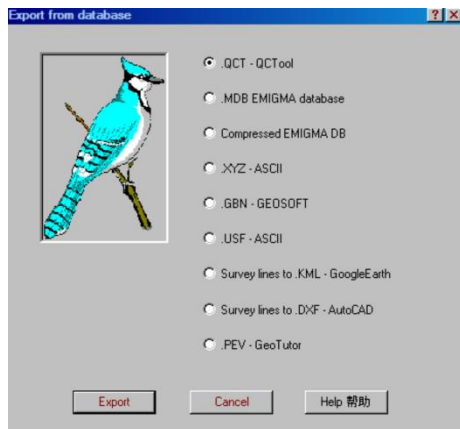 Export from database
.QCT - QCTool
.MDB EMIGMA database
Compressed EMIGMA DB
.XYZ - ASCII
.GBN - GEOSOFT
.USF - ASCII
Survey lines to .KML - GoogleEarth
Survey lines to .DXF - AutoCAD
.PEV - GeoTutor
Export
Cancel
Help 帮助